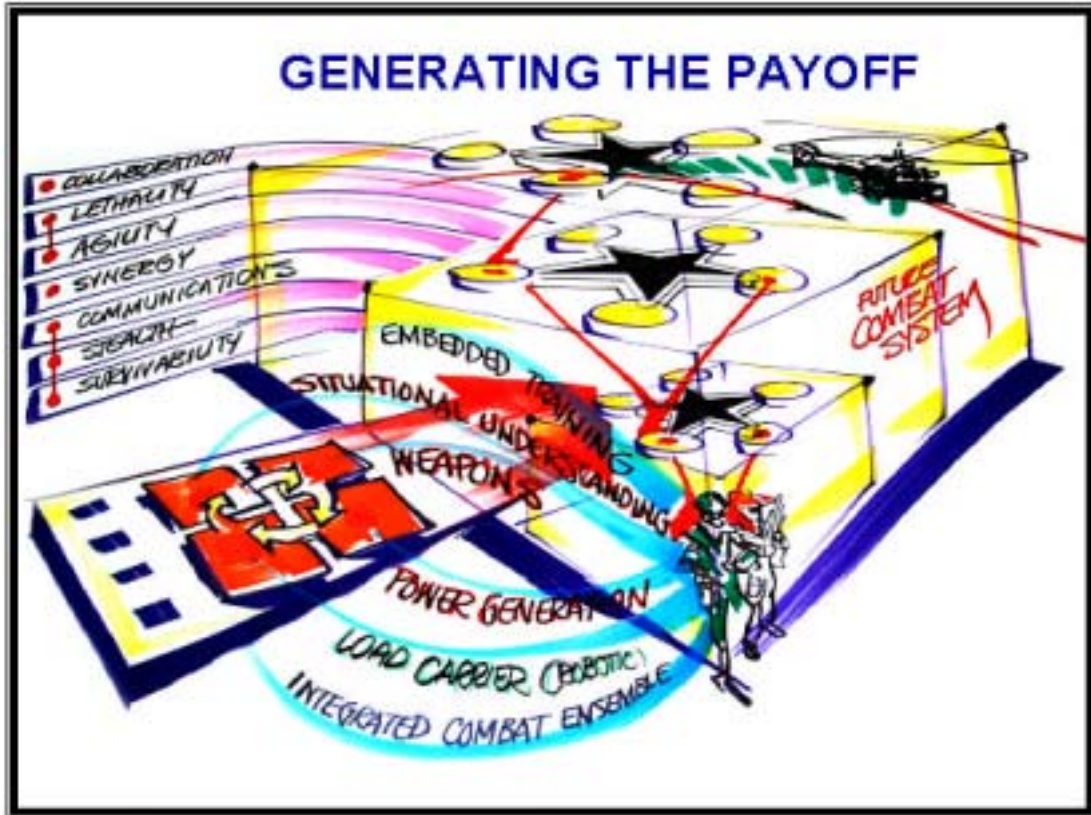 GENERATING THE PAYOFF
COLLABORATION
LETHALITY
AGILITY
SYNERGY
COMMUNICATIONS
STEALTH
SURVIVABILITY
FUTURE
COMBAT
SYSTEM
EMBEDDED TRAINING
SITUATIONAL UNDERSTANDING
WEAPONS
POWER GENERATION
LOAD CARRIER (ROBOTIC)
INTEGRATED COMBAT ENSEMBLE